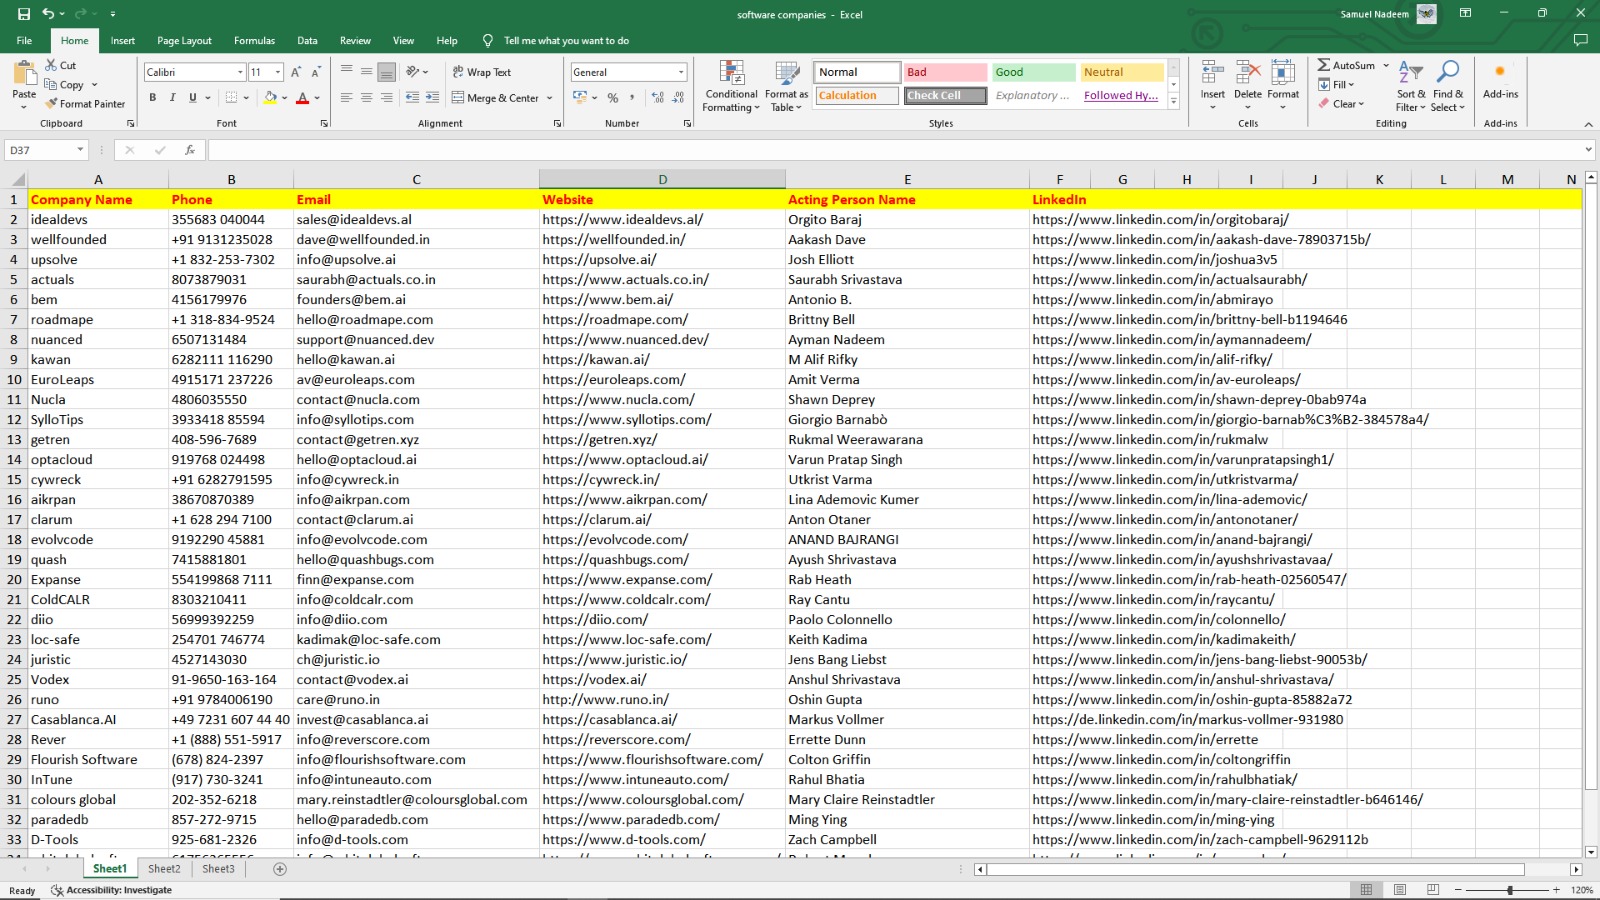 software companies - Excel
Samuel Nadeem
File Home Insert Page Layout Formulas Data Review View Help Tell me what you want to do
Paste
Cut
Copy
Format Painter
Clipboard
Calibri 11
B I U
Font
Wrap Text
Merge & Center
Alignment
General
Number
Conditional Formatting
Format as Table
Normal Bad Good Neutral
Calculation Check Cell Explanatory ... Followed Hy...
Styles
Insert Delete Format
Cells
AutoSum
Fill
Clear
Sort & Filter
Find & Select
Editing
Add-ins
Add-ins
D37 fx
A B C D E F G H I J K L M N
1 Company Name Phone Email Website Acting Person Name LinkedIn
2 idealdevs 355683 040044 sales@idealdevs.al https://www.idealdevs.al/ Orgito Baraj https://www.linkedin.com/in/orgitobaraj/
3 wellfounded +91 9131235028 dave@wellfounded.in https://wellfounded.in/ Aakash Dave https://www.linkedin.com/in/aakash-dave-78903715b/
4 upsolve +1 832-253-7302 info@upsolve.ai https://upsolve.ai/ Josh Elliott https://www.linkedin.com/in/joshua3v5
5 actuals 8073879031 saurabh@actuals.co.in https://www.actuals.co.in/ Saurabh Srivastava https://www.linkedin.com/in/actualsaurabh/
6 bem 4156179976 founders@bem.ai https://www.bem.ai/ Antonio B. https://www.linkedin.com/in/abmirayo
7 roadmape +1 318-834-9524 hello@roadmape.com https://roadmape.com/ Brittny Bell https://www.linkedin.com/in/brittny-bell-b1194646
8 nuanced 6507131484 support@nuanced.dev https://www.nuanced.dev/ Ayman Nadeem https://www.linkedin.com/in/aymannadeem/
9 kawan 6282111 116290 hello@kawan.ai https://kawan.ai/ M Alif Rifky https://www.linkedin.com/in/alif-rifky/
10 EuroLeaps 4915171 237226 av@euroleaps.com https://euroleaps.com/ Amit Verma https://www.linkedin.com/in/av-euroleaps/
11 Nucla 4806035550 contact@nucla.com https://www.nucla.com/ Shawn Deprey https://www.linkedin.com/in/shawn-deprey-0bab974a
12 SylloTips 3933418 85594 info@syllotips.com https://www.syllotips.com/ Giorgio Barnabò https://www.linkedin.com/in/giorgio-barnab%C3%B2-384578a4/
13 getren 408-596-7689 contact@getren.xyz https://getren.xyz/ Rukmal Weerawarana https://www.linkedin.com/in/rukmalw
14 optacloud 919768 024498 hello@optacloud.ai https://www.optacloud.ai/ Varun Pratap Singh https://www.linkedin.com/in/varunpratapsingh1/
15 cywreck +91 6282791595 info@cywreck.in https://cywreck.in/ Utkrist Varma https://www.linkedin.com/in/utkristvarma/
16 aikrpan 38670870389 info@aikrpan.com https://www.aikrpan.com/ Lina Ademovic Kumer https://www.linkedin.com/in/lina-ademovic/
17 clarum +1 628 294 7100 contact@clarum.ai https://clarum.ai/ Anton Otaner https://www.linkedin.com/in/antonotaner/
18 evolvcode 9192290 45881 info@evolvcode.com https://evolvcode.com/ ANAND BAJRANGI https://www.linkedin.com/in/anand-bajrangi/
19 quash 7415881801 hello@quashbugs.com https://quashbugs.com/ Ayush Shrivastava https://www.linkedin.com/in/ayushshrivastavaa/
20 Expanse 554199868 7111 finn@expanse.com https://www.expanse.com/ Rab Heath https://www.linkedin.com/in/rab-heath-02560547/
21 ColdCALR 8303210411 info@coldcalr.com https://www.coldcalr.com/ Ray Cantu https://www.linkedin.com/in/raycantu/
22 diio 56999392259 info@diio.com https://diio.com/ Paolo Colonnello https://www.linkedin.com/in/colonnello/
23 loc-safe 254701 746774 kadimak@loc-safe.com https://www.loc-safe.com/ Keith Kadima https://www.linkedin.com/in/kadimakeith/
24 juristic 4527143030 ch@juristic.io https://www.juristic.io/ Jens Bang Liebst https://www.linkedin.com/in/jens-bang-liebst-90053b/
25 Vodex 91-9650-163-164 contact@vodex.ai https://vodex.ai/ Anshul Shrivastava https://www.linkedin.com/in/anshul-shrivastava/
26 runo +91 9784006190 care@runo.in http://www.runo.in/ Oshin Gupta https://www.linkedin.com/in/oshin-gupta-85882a72
27 Casablanca.AI +49 7231 607 44 40 invest@casablanca.ai https://casablanca.ai/ Markus Vollmer https://de.linkedin.com/in/markus-vollmer-931980
28 Rever +1 (888) 551-5917 info@reverscore.com https://reverscore.com/ Errette Dunn https://www.linkedin.com/in/errette
29 Flourish Software (678) 824-2397 info@flourishsoftware.com https://www.flourishsoftware.com/ Colton Griffin https://www.linkedin.com/in/coltongriffin
30 InTune (917) 730-3241 info@intuneauto.com https://www.intuneauto.com/ Rahul Bhatia https://www.linkedin.com/in/rahulbhatiak/
31 colours global 202-352-6218 mary.reinstadtler@coloursglobal.com https://www.coloursglobal.com/ Mary Claire Reinstadtler https://www.linkedin.com/in/mary-claire-reinstadtler-b646146/
32 paradedb 857-272-9715 hello@paradedb.com https://www.paradedb.com/ Ming Ying https://www.linkedin.com/in/ming-ying
33 D-Tools 925-681-2326 info@d-tools.com https://www.d-tools.com/ Zach Campbell https://www.linkedin.com/in/zach-campbell-9629112b
Sheet1 Sheet2 Sheet3
Ready Accessibility: Investigate 120%